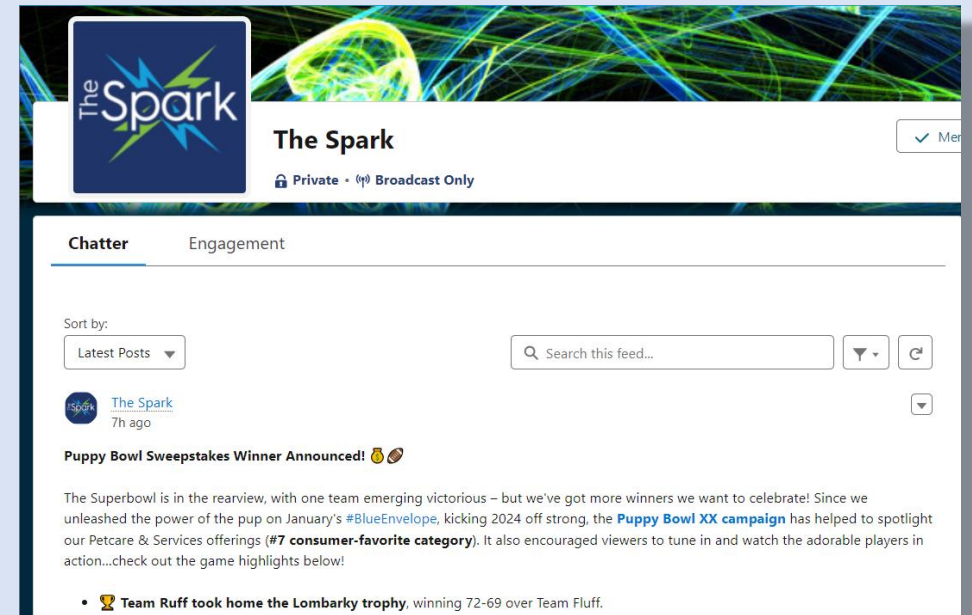 The Spark
The Spark
Private • Broadcast Only
Chatter Engagement
Sort by:
Latest Posts
Search this feed...
The Spark
The Spark
7h ago
Puppy Bowl Sweepstakes Winner Announced! 💰🏈
The Superbowl is in the rearview, with one team emerging victorious – but we've got more winners we want to celebrate! Since we
unleashed the power of the pup on January's #BlueEnvelope, kicking 2024 off strong, the Puppy Bowl XX campaign has helped to spotlight
our Petcare & Services offerings (#7 consumer-favorite category). It also encouraged viewers to tune in and watch the adorable players in
action...check out the game highlights below!
• 🏆 Team Ruff took home the Lombarky trophy, winning 72-69 over Team Fluff.